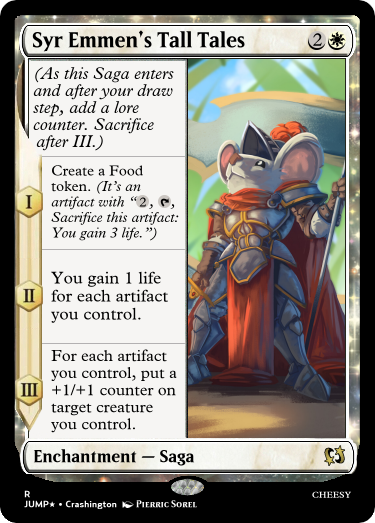 Syr Emmen's Tall Tales 2
(As this Saga enters
and after your draw
step, add a lore
counter. Sacrifice
after III.)
I
Create a Food
token. (It's an
artifact with “2, ,
Sacrifice this artifact:
You gain 3 life.”)
II
You gain 1 life
for each artifact
you control.
III
For each artifact
you control, put a
+1/+1 counter on
target creature
you control.
Enchantment — Saga
R
JUMP★ • Crashington Pierric Sorel
CHEESY